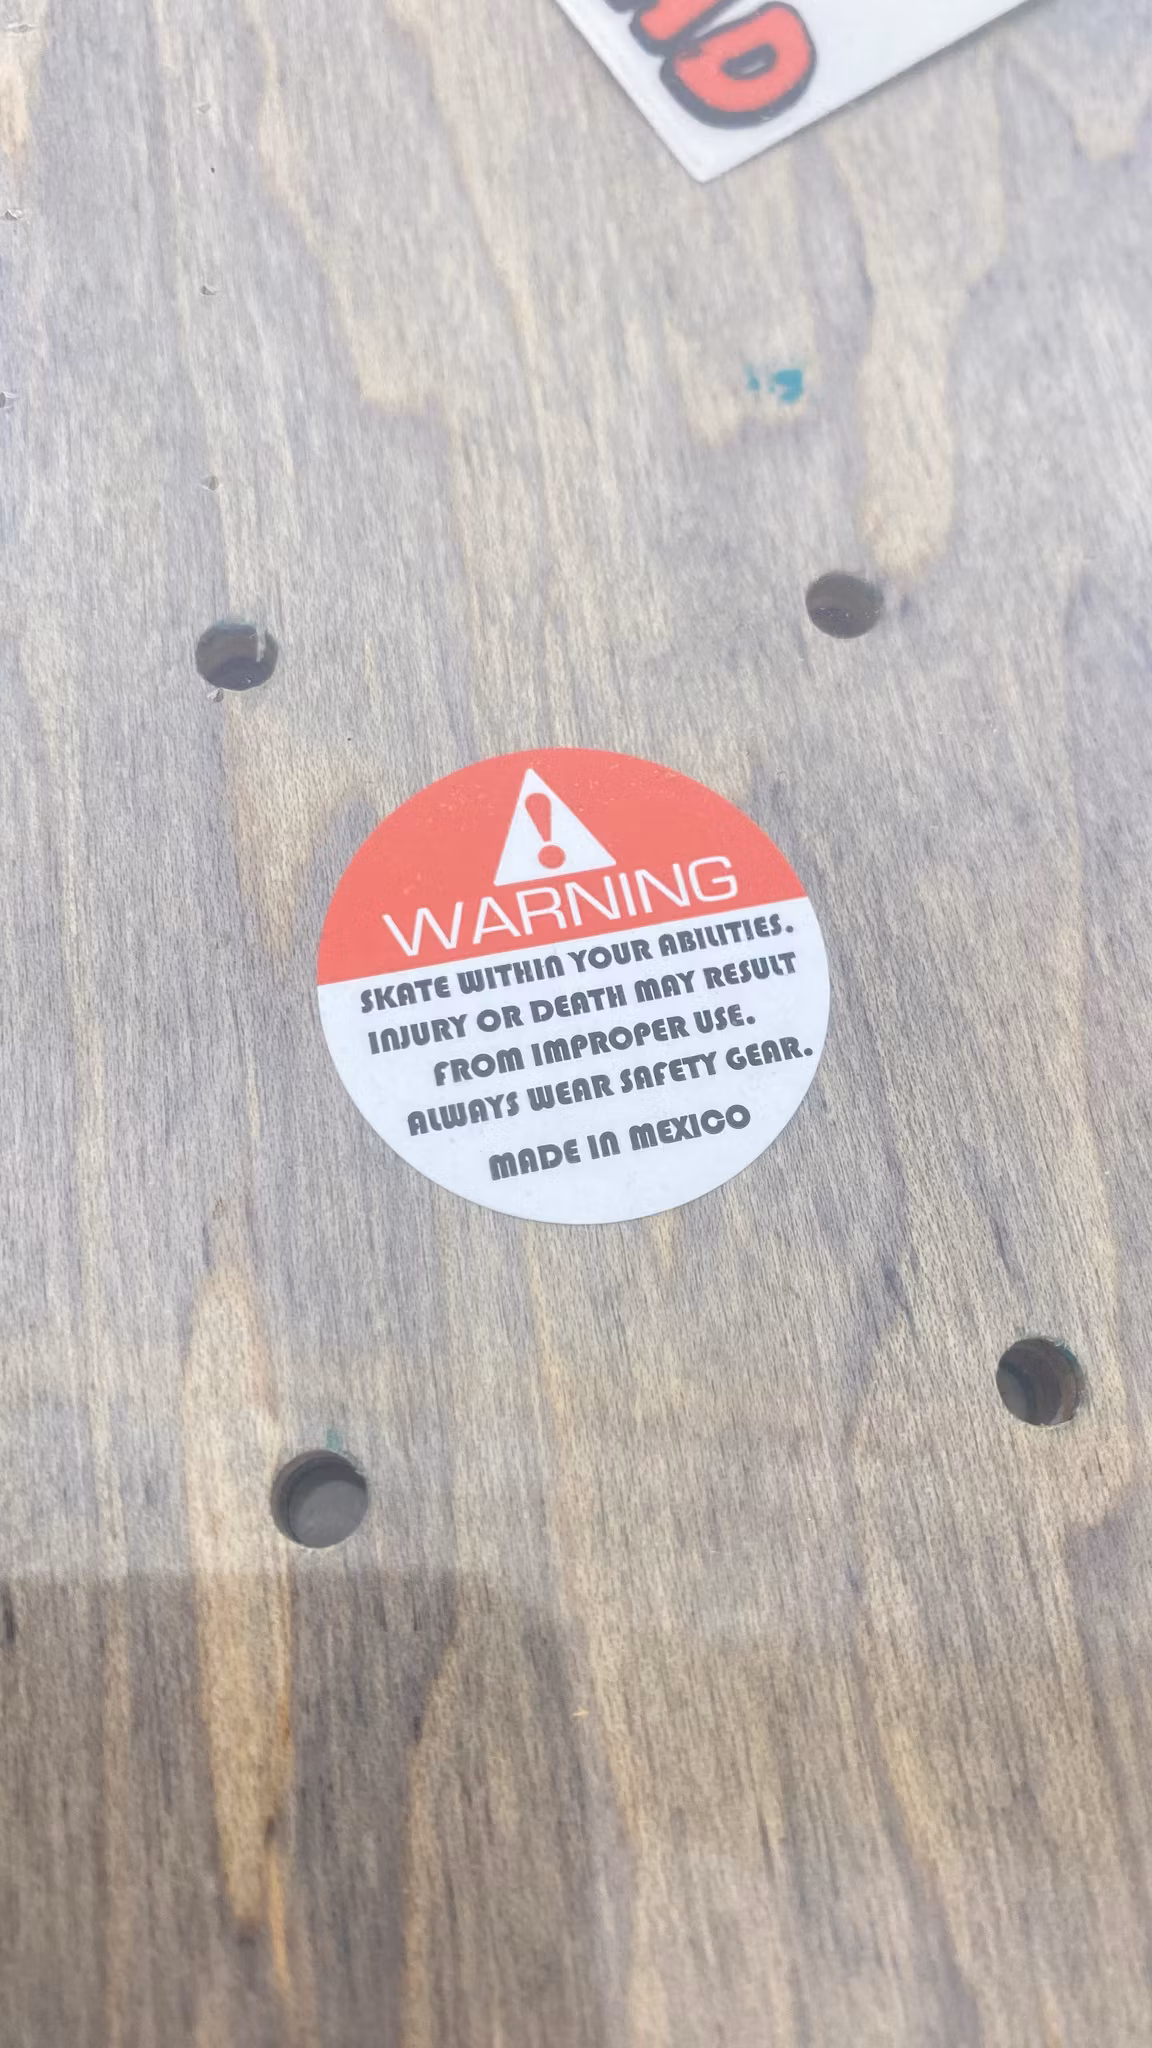 WARNING
SKATE WITHIN YOUR ABILITIES.
INJURY OR DEATH MAY RESULT
FROM IMPROPER USE.
ALWAYS WEAR SAFETY GEAR.
MADE IN MEXICO